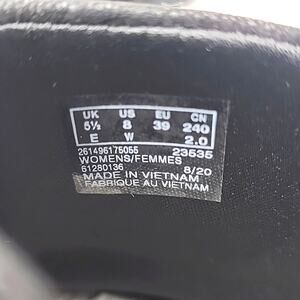 UK US EU CN
5½ 8 39 240
E W 2.0
261496175055 23535
WOMENS/FEMMES
61280136 8/20
MADE IN VIETNAM
FABRIQUE AU VIETNAM